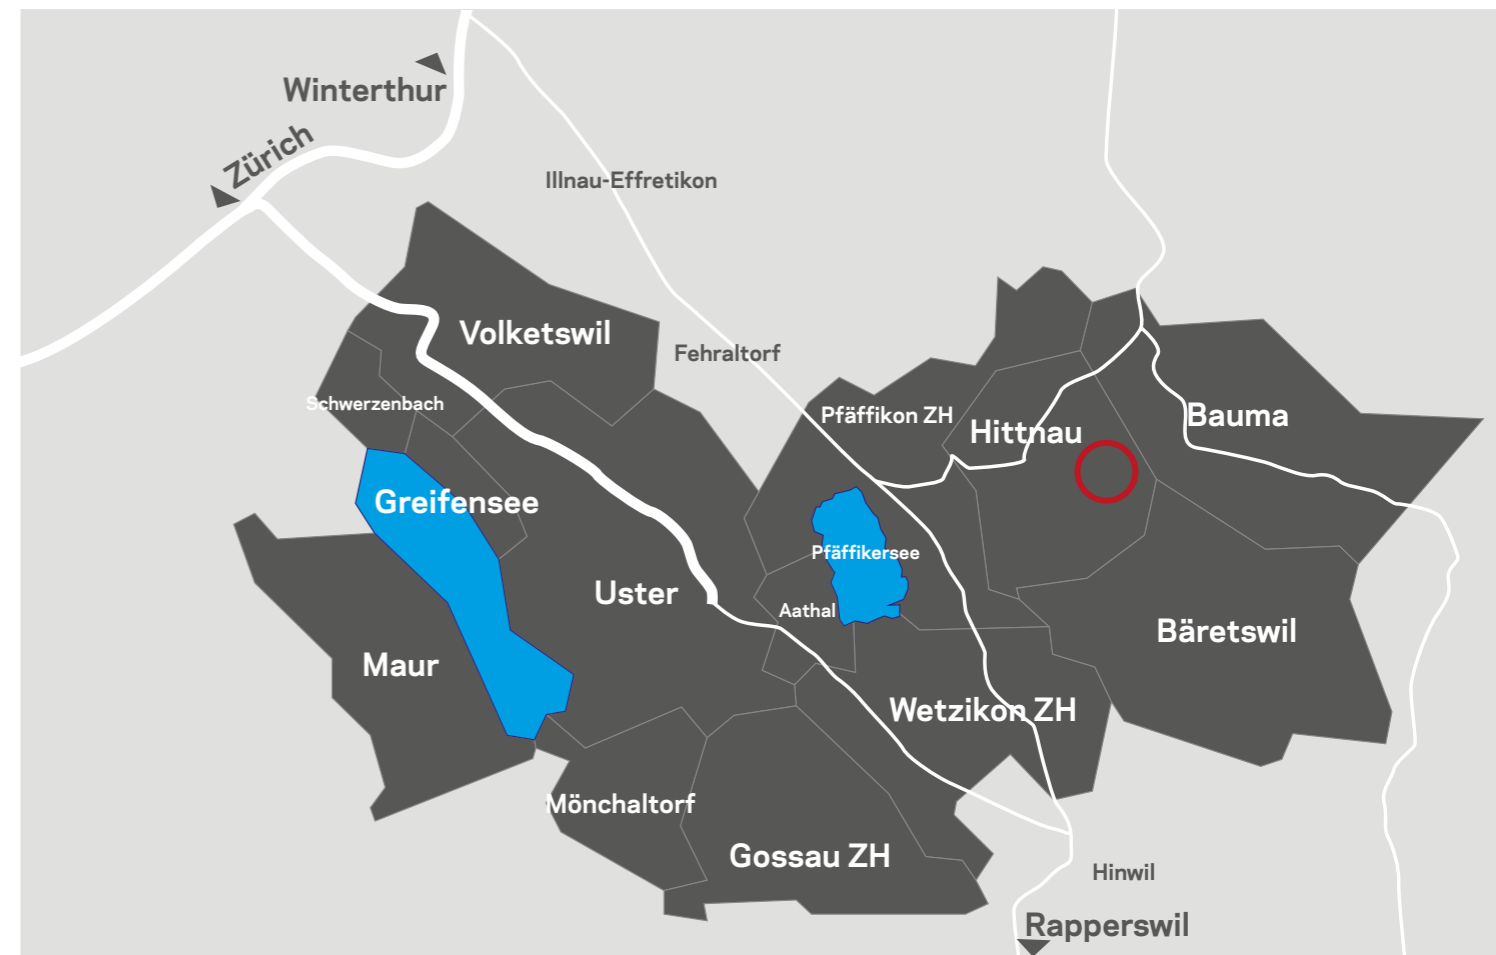 Winterthur
Zürich
Illnau-Effretikon
Volketswil
Fehraltorf
Schwerzenbach
Pfäffikon ZH
Hittnau
Bauma
Greifensee
Pfäffikersee
Uster
Aathal
Bäretswil
Maur
Wetzikon ZH
Mönchaltorf
Gossau ZH
Hinwil
Rapperswil